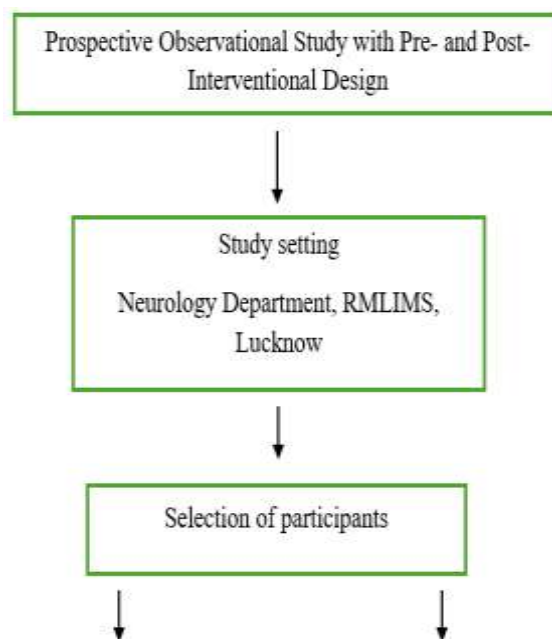 Prospective Observational Study with Pre- and Post-
Interventional Design
Study setting
Neurology Department, RMLIMS,
Lucknow
Selection of participants